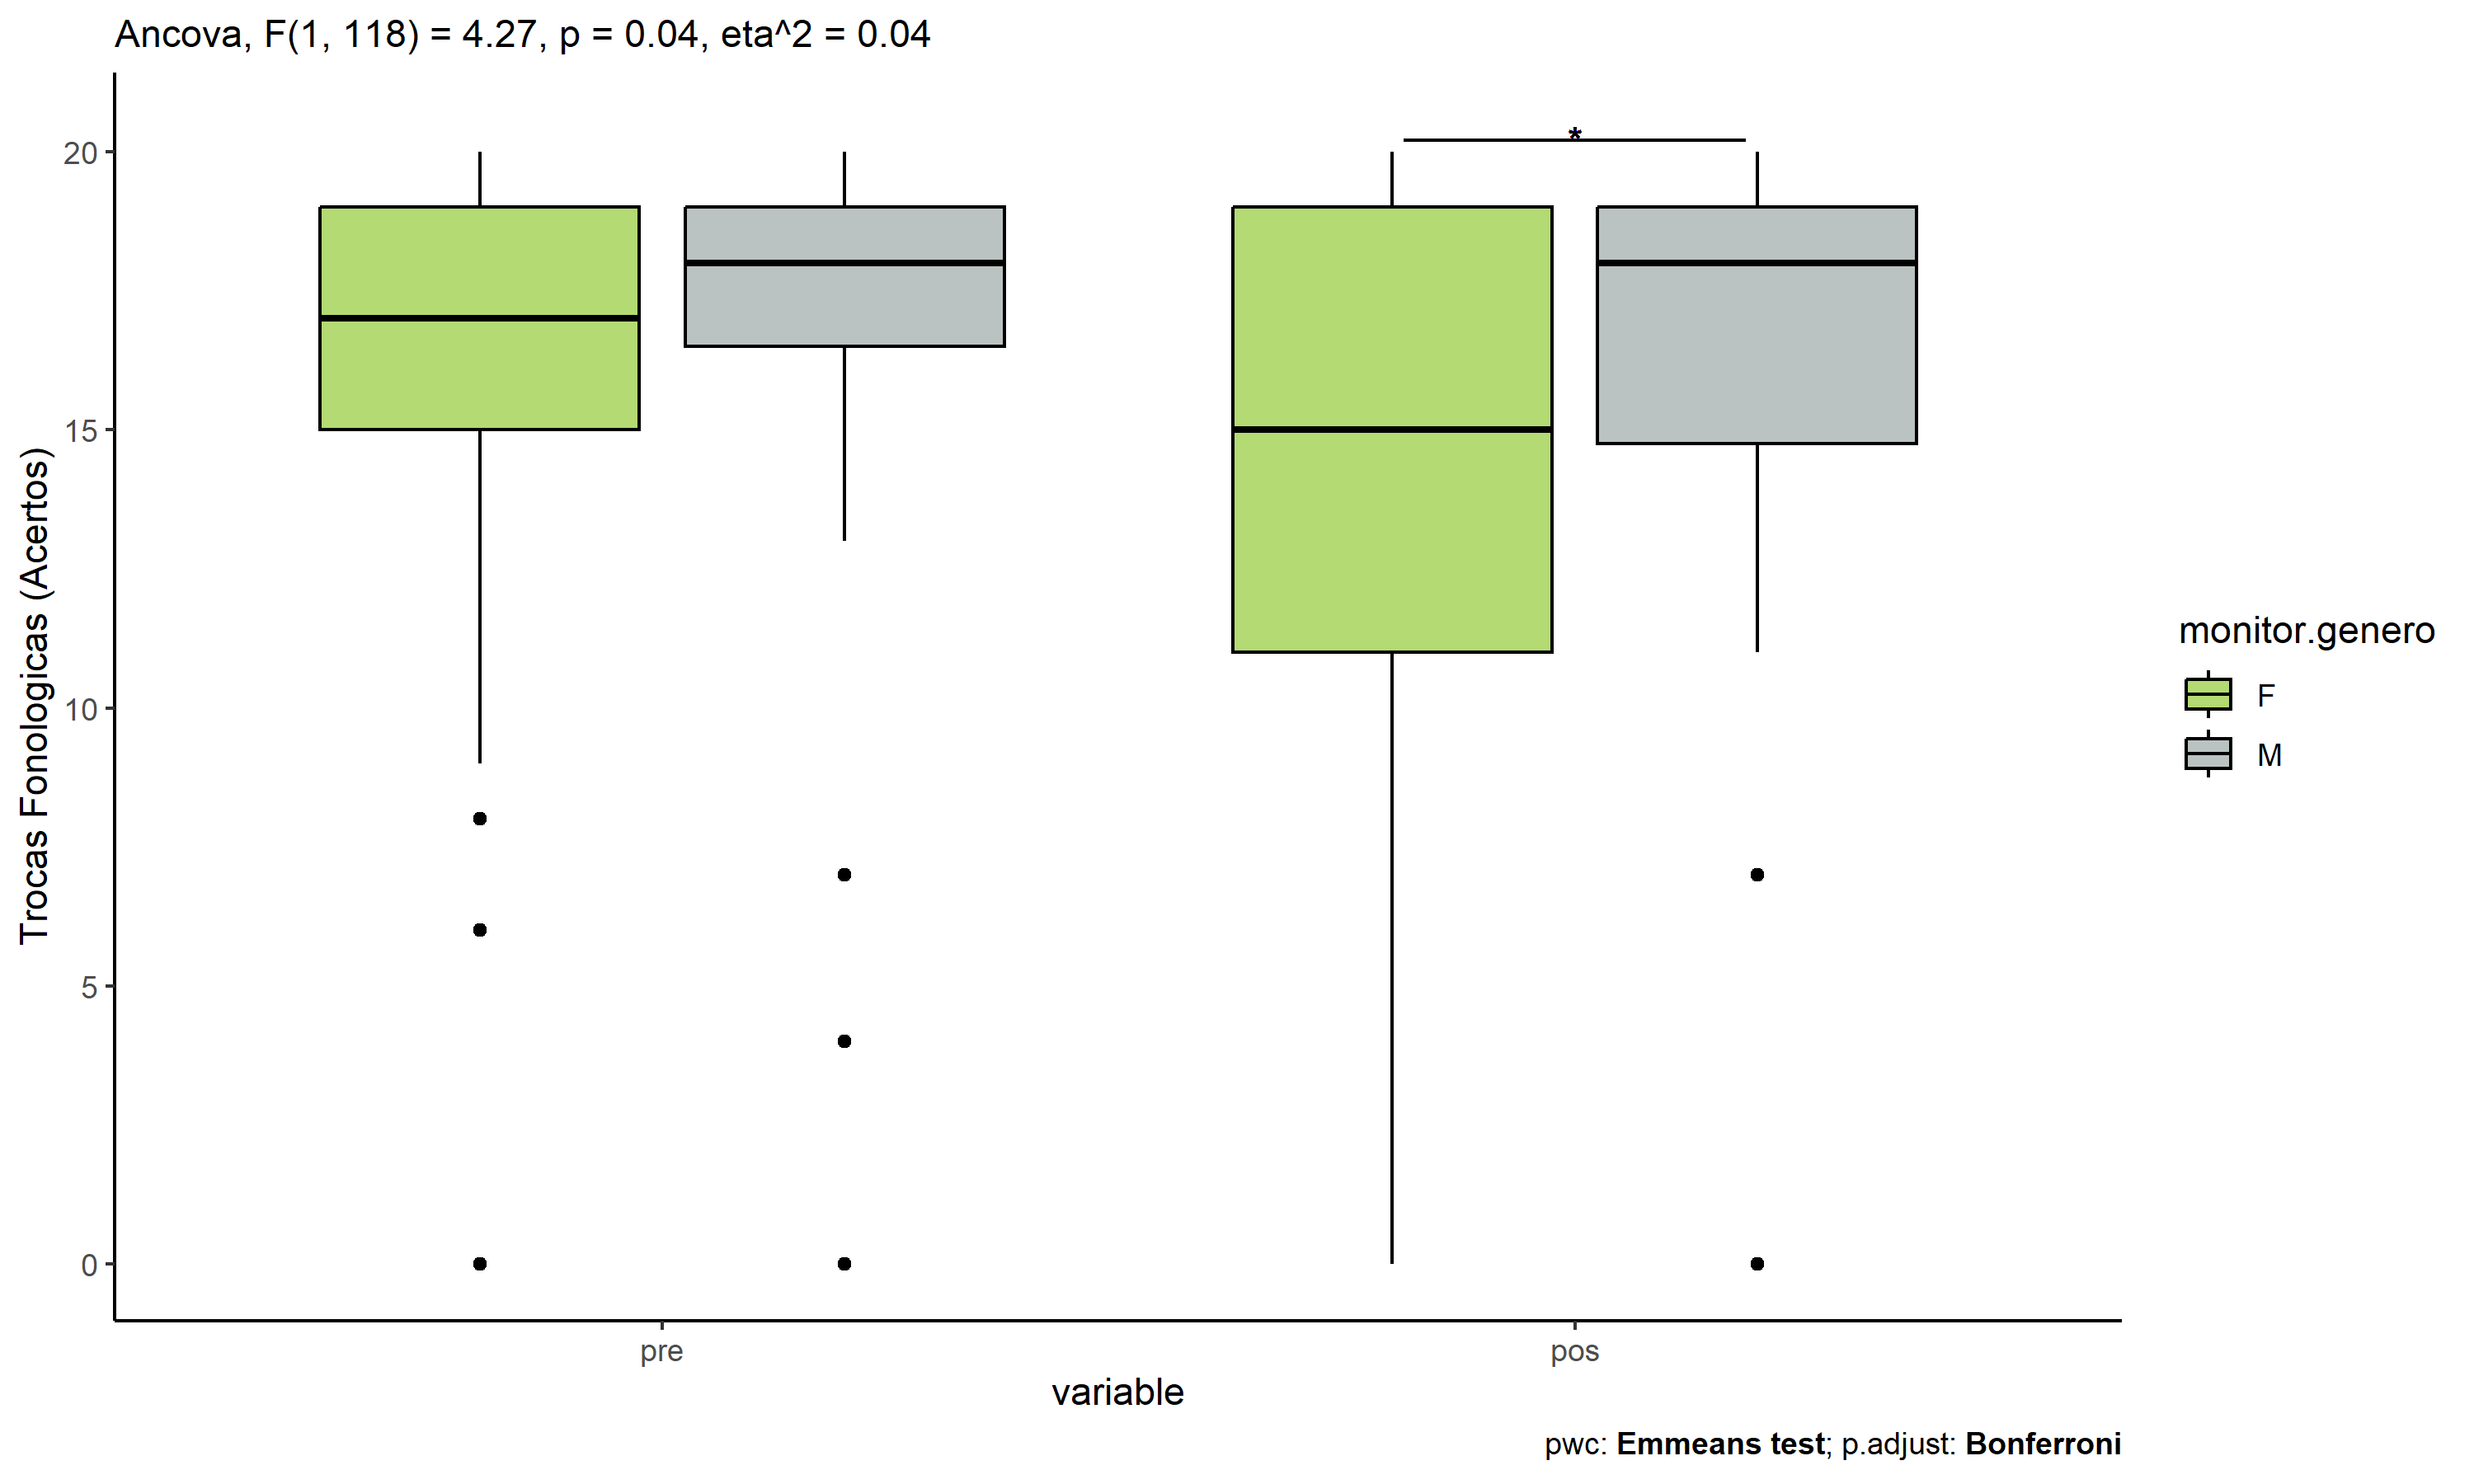 Ancova, F(1, 118) = 4.27, p = 0.04, eta^2 = 0.04
*
Trocas Fonologicas (Acertos)
20
15
10
5
0
pre
pos
variable
monitor.genero
F
M
pwc: Emmeans test; p.adjust: Bonferroni